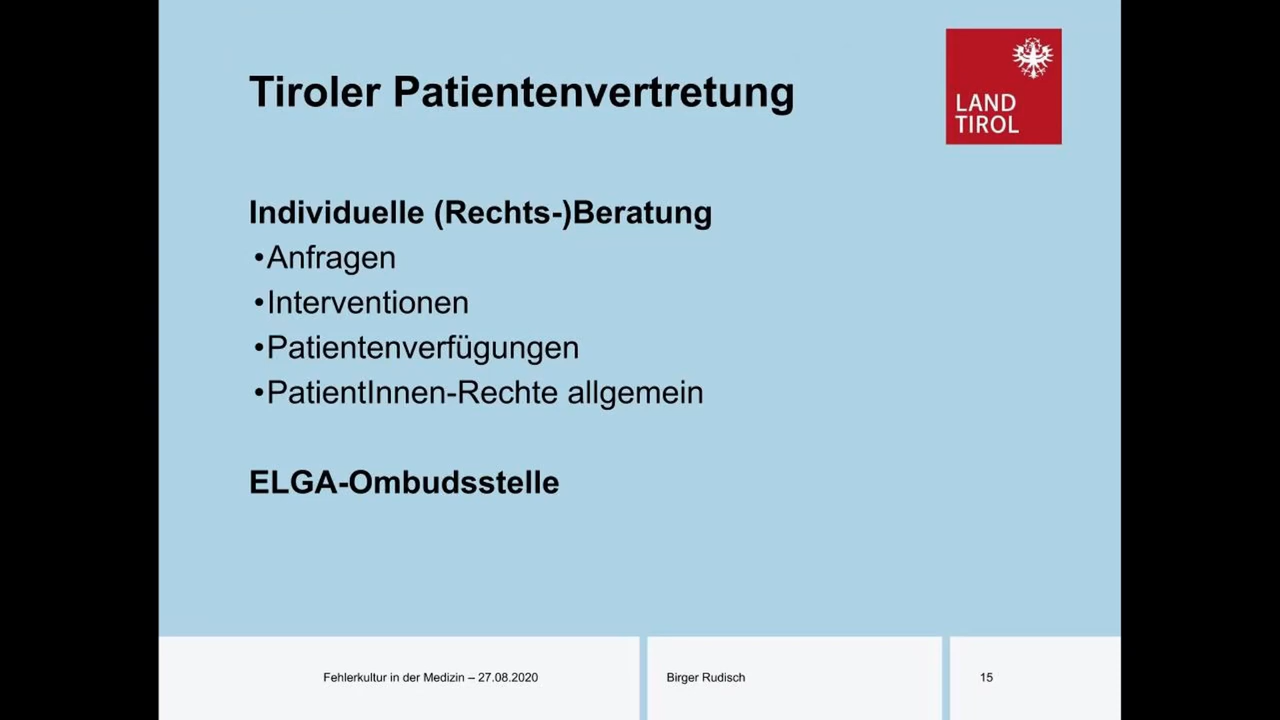 Tiroler Patientenvertretung
LAND
TIROL
Individuelle (Rechts-)Beratung
•Anfragen
•Interventionen
•Patientenverfügungen
•PatientInnen-Rechte allgemein
ELGA-Ombudsstelle
Fehlerkultur in der Medizin – 27.08.2020
Birger Rudisch
15